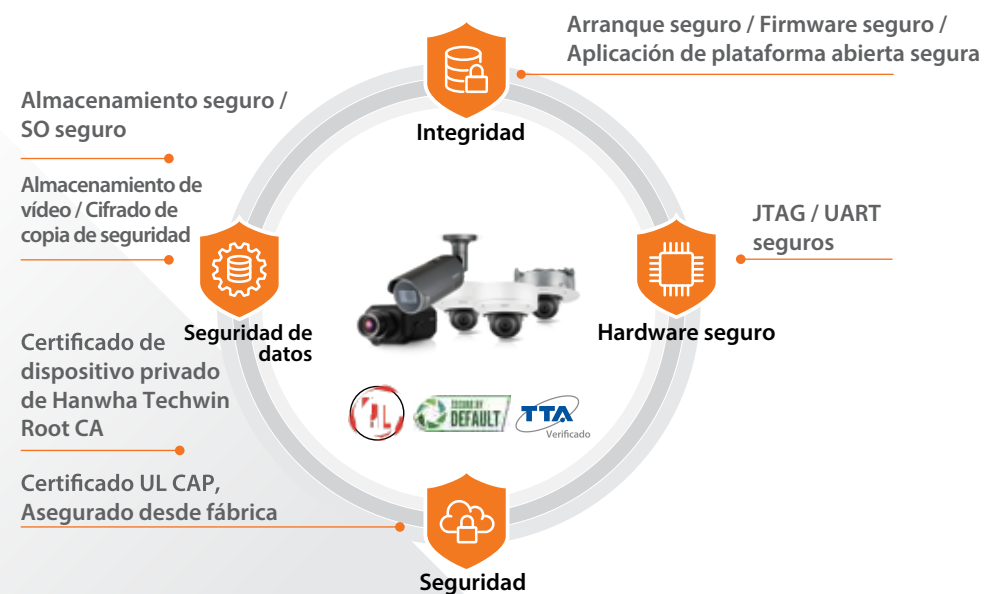 Arranque seguro / Firmware seguro /
Aplicación de plataforma abierta segura
Integridad
Almacenamiento seguro /
SO seguro
Almacenamiento de
vídeo / Cifrado de
copia de seguridad
JTAG / UART
seguros
Seguridad de
datos
Hardware seguro
Certificado de
dispositivo privado
de Hanwha Techwin
Root CA
UL
SECURE BY
DEFAULT
TTA
Verificado
Certificado UL CAP,
Asegurado desde fábrica
Seguridad